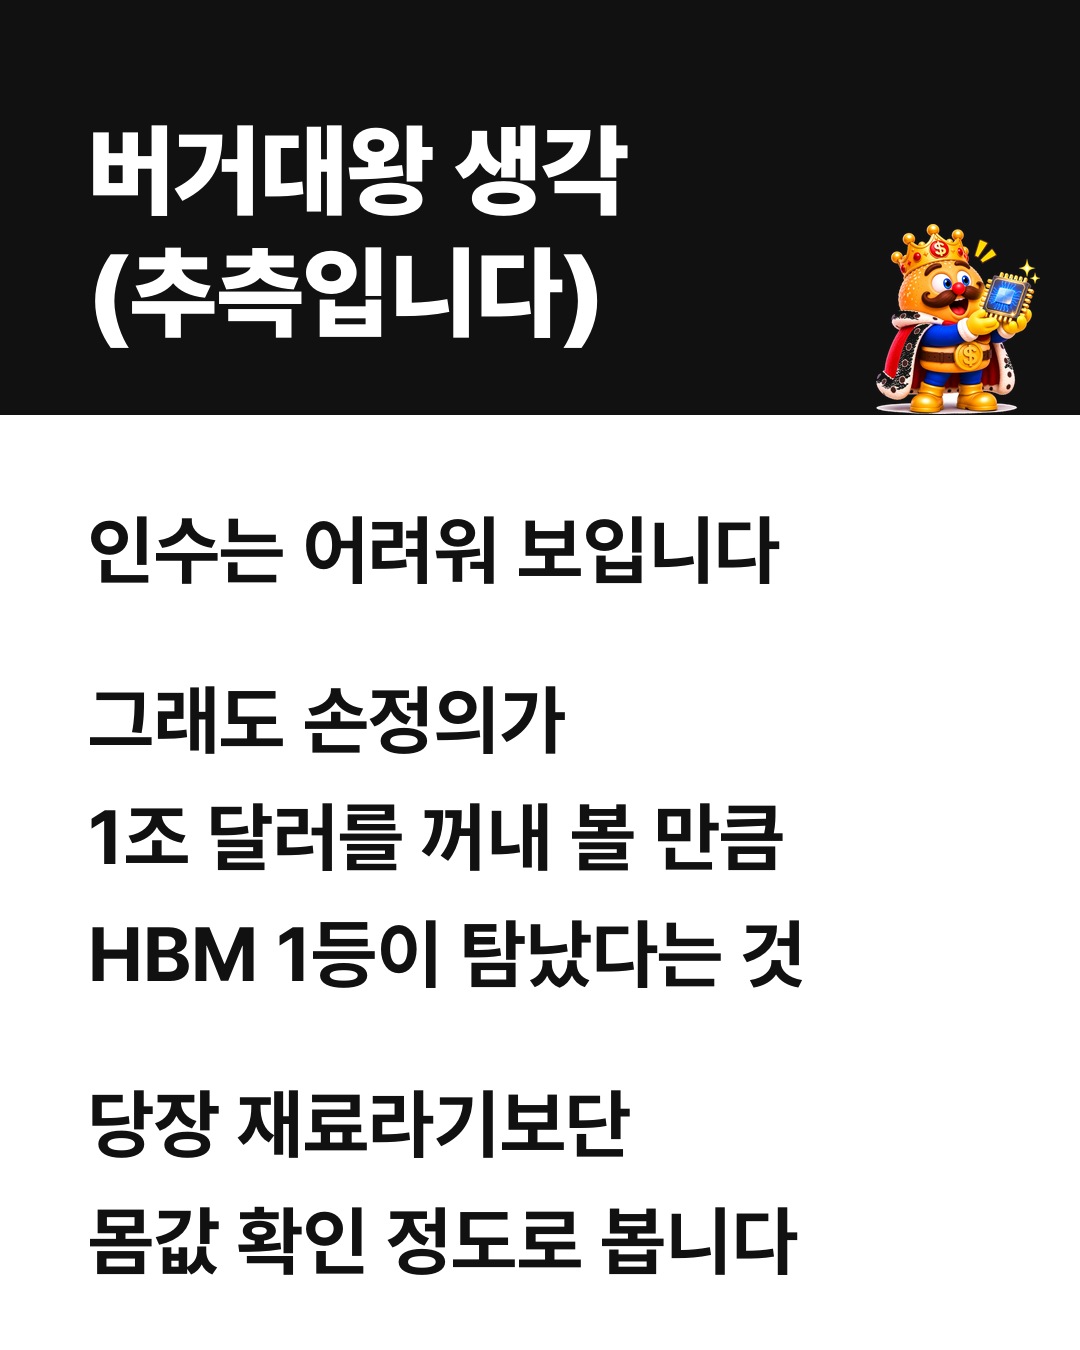 버거대왕 생각
(추측입니다)
인수는 어려워 보입니다
그래도 손정의가
1조 달러를 꺼내 볼 만큼
HBM 1등이 탐났다는 것
당장 재료라기보단
몸값 확인 정도로 봅니다
$
$